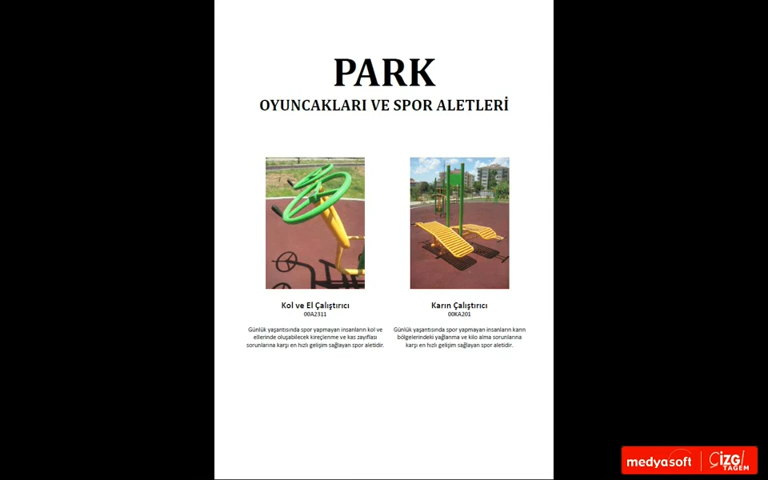 PARK
OYUNCAKLARI VE SPOR ALETLERİ
Kol ve El Çalıştırıcı
00A2311
Günlük yaşantısında spor yapmayan insanların kol ve
ellerinde oluşabilecek kireçlenme ve kas zayıflası
sorunlarına karşı en hızlı gelişim sağlayan spor aletidir.
Karın Çalıştırıcı
00KA201
Günlük yaşantısında spor yapmayan insanların karın
bölgelerindeki yağlanma ve kilo alma sorunlarına
karşı en hızlı gelişim sağlayan spor aletidir.
medyasoft
ÇİZGİ
TAGEM